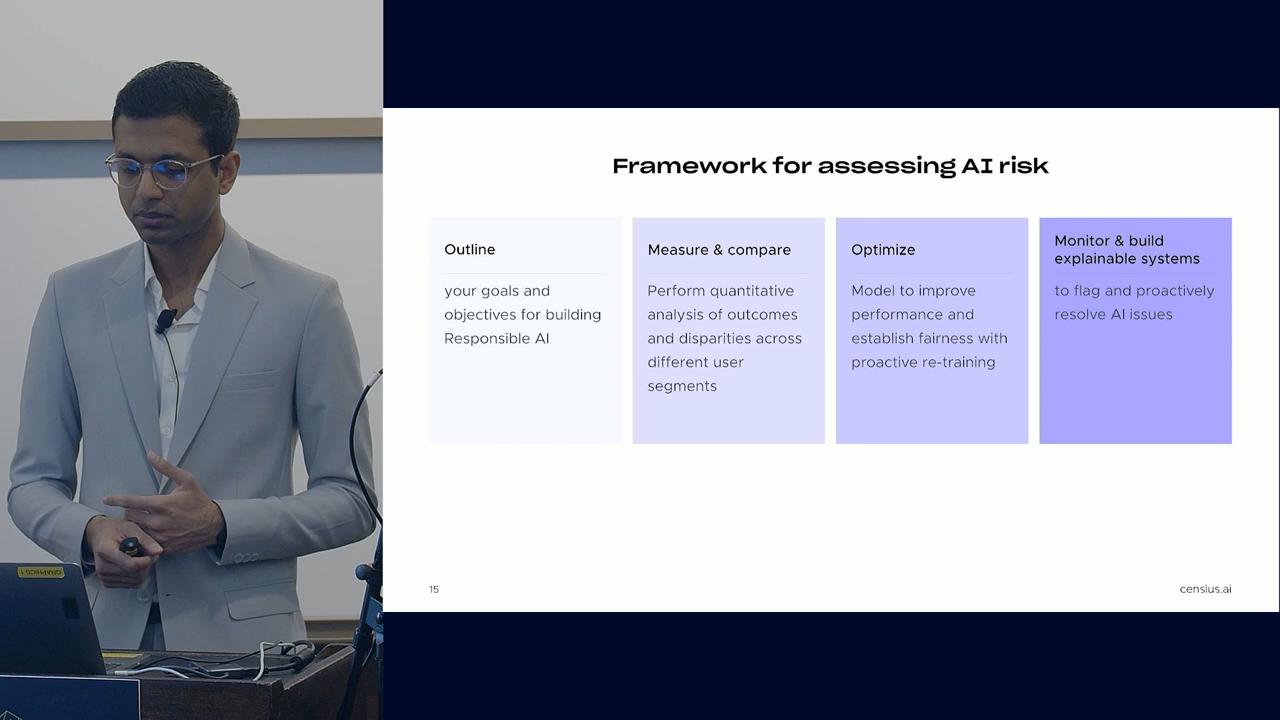 Framework for assessing AI risk
Outline
your goals and
objectives for building
Responsible AI
Measure & compare
Perform quantitative
analysis of outcomes
and disparities across
different user
segments
Optimize
Model to improve
performance and
establish fairness with
proactive re-training
Monitor & build
explainable systems
to flag and proactively
resolve AI issues
15
censius.ai
GRAPHICS 1